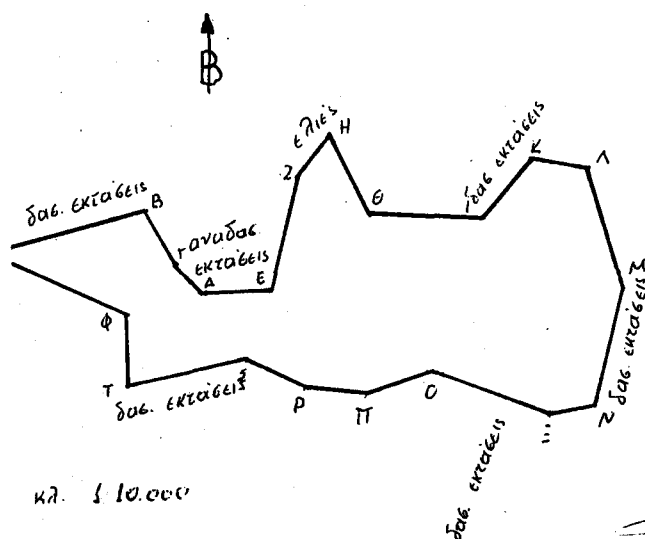 Β
ελιές
Η
Ζ
δασ. εκτάσεις
Κ
Λ
δασ. εκτάσεις
Β
Γ
αναδασ.
εκτάσεις
Θ
Ι
Δ
Ε
Μ
Φ
δασ. εκτάσεις
Τ
Σ
δασ. εκτάσεις
Ρ
Π
Ο
Ξ
Ν
δασ. εκτάσεις
κλ. 1:10.000